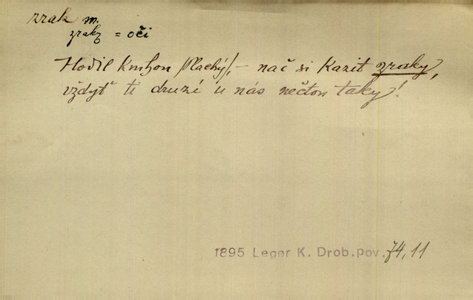 zrak m.
zraky = oči
Hodil knihou /Plachý/, – nač si kazit zraky,
vždyť ti druzí u nás nečtou taky!
1895 Leger K. Drob. pov. 74, 11